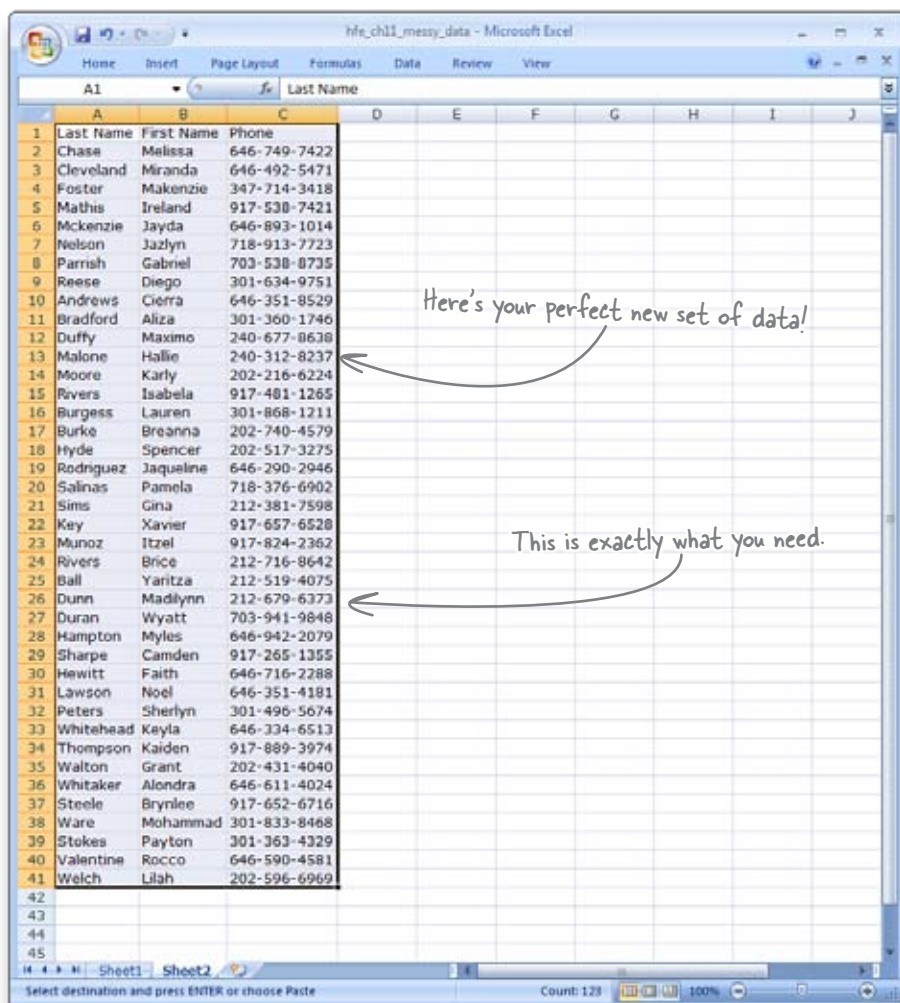 hfe_ch11_messy_data - Microsoft Excel
Home Insert Page Layout Formulas Data Review View
A1 fx Last Name
A B C D E F G H I J
1 Last Name First Name Phone
2 Chase Melissa 646-749-7422
3 Cleveland Miranda 646-492-5471
4 Foster Makenzie 347-714-3418
5 Mathis Ireland 917-538-7421
6 Mckenzie Jayda 646-893-1014
7 Nelson Jazlyn 718-913-7723
8 Parrish Gabriel 703-538-8735
9 Reese Diego 301-634-9751
10 Andrews Cierra 646-351-8529
Here's your perfect new set of data!
11 Bradford Aliza 301-360-1746
12 Duffy Maximo 240-677-8638
13 Malone Hallie 240-312-8237
14 Moore Karly 202-216-6224
15 Rivers Isabela 917-481-1265
16 Burgess Lauren 301-868-1211
17 Burke Breanna 202-740-4579
18 Hyde Spencer 202-517-3275
19 Rodriguez Jaqueline 646-290-2946
20 Salinas Pamela 718-376-6902
21 Sims Gina 212-381-7598
22 Key Xavier 917-657-6528
23 Munoz Itzel 917-824-2362
This is exactly what you need.
24 Rivers Brice 212-716-8642
25 Ball Yaritza 212-519-4075
26 Dunn Madilynn 212-679-6373
27 Duran Wyatt 703-941-9848
28 Hampton Myles 646-942-2079
29 Sharpe Camden 917-265-1355
30 Hewitt Faith 646-716-2288
31 Lawson Noel 646-351-4181
32 Peters Sherlyn 301-496-5674
33 Whitehead Keyla 646-334-6513
34 Thompson Kaiden 917-889-3974
35 Walton Grant 202-431-4040
36 Whitaker Alondra 646-611-4024
37 Steele Brynlee 917-652-6716
38 Ware Mohammad 301-833-8468
39 Stokes Payton 301-363-4329
40 Valentine Rocco 646-590-4581
41 Welch Lilah 202-596-6969
42
43
44
45
Sheet1 Sheet2
Select destination and press ENTER or choose Paste Count: 123 100%